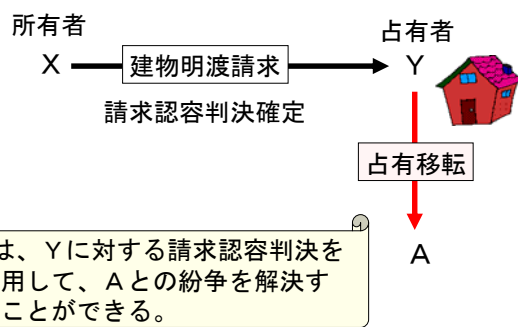 所有者
占有者
X
建物明渡請求
Y
請求認容判決確定
占有移転
A
は、Yに対する請求認容判決を
用して、Aとの紛争を解決す
ことができる。